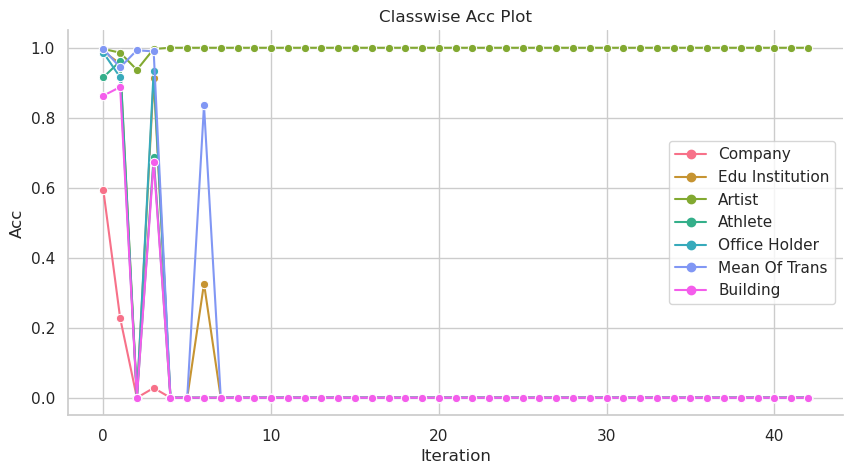 Classwise Acc Plot
1.0
0.8
0.6
0.4
0.2
0.0
Acc
Company
Edu Institution
Artist
Athlete
Office Holder
Mean Of Trans
Building
0
10
20
30
40
Iteration